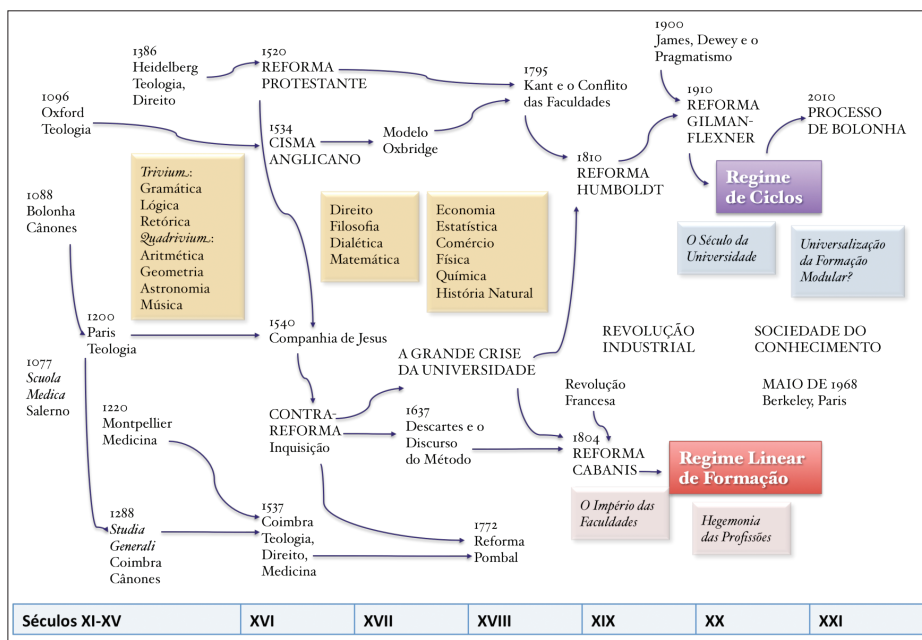 1386
Heidelberg
Teologia,
Direito
1520
REFORMA
PROTESTANTE
1096
Oxford
Teologia
1534
CISMA
ANGLICANO
Modelo
Oxbridge
1795
Kant e o Conflito
das Faculdades
1900
James, Dewey e o
Pragmatismo
1910
REFORMA
GILMAN-
FLEXNER
2010
PROCESSO
DE BOLONHA
1810
REFORMA
HUMBOLDT
Regime
de Ciclos
O Século da
Universidade
Universalização
da Formação
Modular?
1088
Bolonha
Cânones
Trivium:
Gramática
Lógica
Retórica
Quadrivium:
Aritmética
Geometria
Astronomia
Música
Direito
Filosofia
Dialética
Matemática
Economia
Estatística
Comércio
Física
Química
História Natural
1200
Paris
Teologia
1540
Companhia de Jesus
1077
Scuola
Medica
Salerno
A GRANDE CRISE
DA UNIVERSIDADE
REVOLUÇÃO
INDUSTRIAL
SOCIEDADE DO
CONHECIMENTO
MAIO DE 1968
Berkeley, Paris
1220
Montpellier
Medicina
CONTRA-
REFORMA
Inquisição
1637
Descartes e o
Discurso
do Método
Revolução
Francesa
1804
REFORMA
CABANIS
Regime Linear
de Formação
O Império das
Faculdades
Hegemonia
das Profissões
1288
Studia
Generali
Coimbra
Cânones
1537
Coimbra
Teologia,
Direito,
Medicina
1772
Reforma
Pombal
Séculos XI-XV XVI XVII XVIII XIX XX XXI